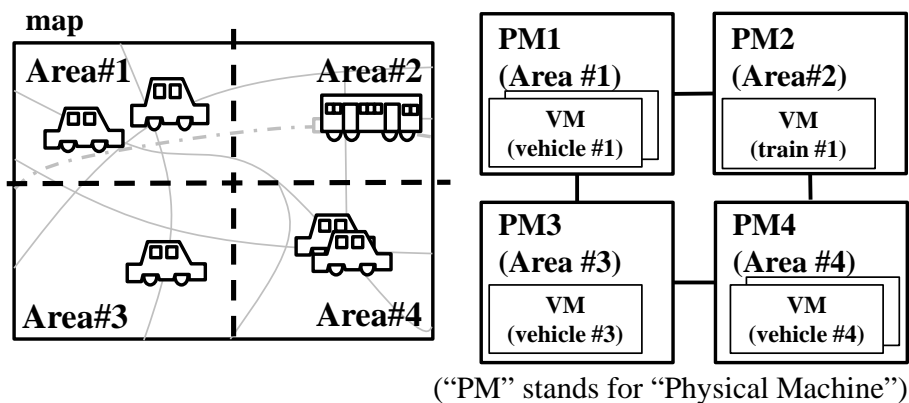 map
Area#1
Area#2
Area#3
Area#4
PM1
(Area #1)
VM
(vehicle #1)
PM2
(Area#2)
VM
(train #1)
PM3
(Area #3)
VM
(vehicle #3)
PM4
(Area #4)
VM
(vehicle #4)
(“PM” stands for “Physical Machine”)